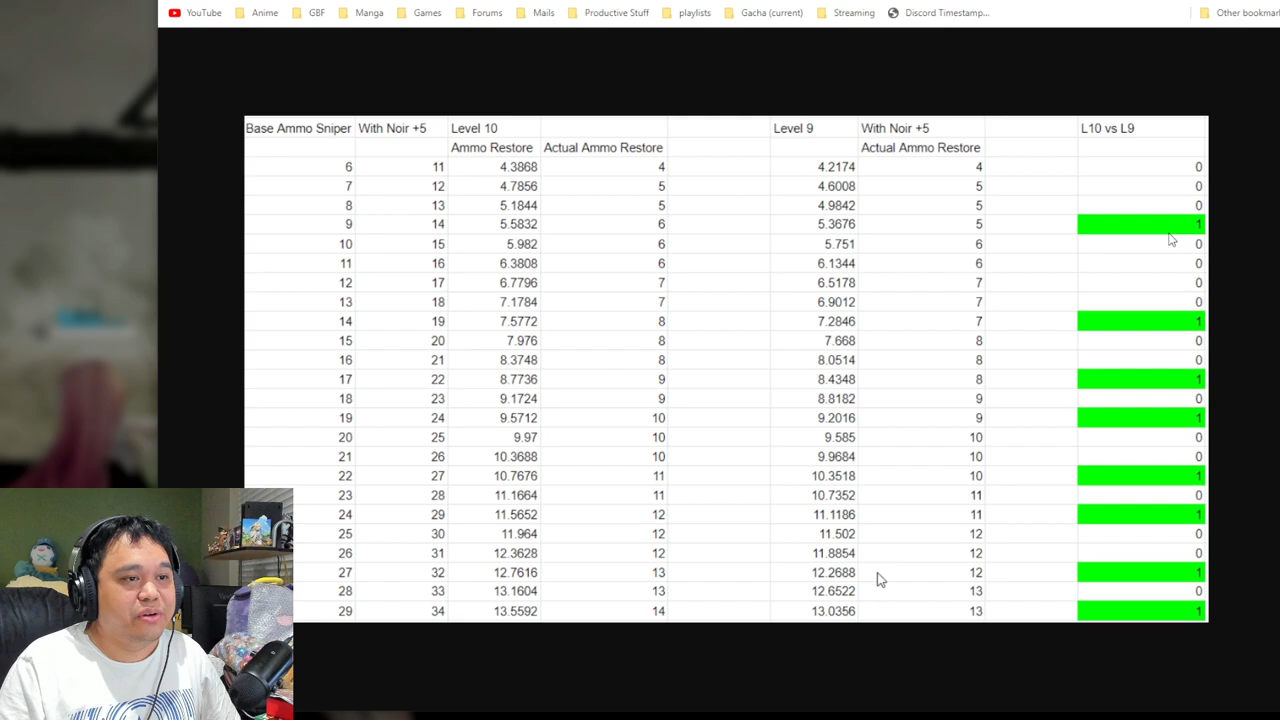 YouTube Anime GBF Manga Games Forums Mails Productive Stuff playlists Gacha (current) Streaming Discord Timestamp... Other bookmar
Base Ammo Sniper With Noir +5 Level 10 Level 9 With Noir +5 L10 vs L9
Ammo Restore Actual Ammo Restore Actual Ammo Restore
6 11 4.3868 4 4.2174 4 0
7 12 4.7856 5 4.6008 5 0
8 13 5.1844 5 4.9842 5 0
9 14 5.5832 6 5.3676 5 1
10 15 5.982 6 5.751 6 0
11 16 6.3808 6 6.1344 6 0
12 17 6.7796 7 6.5178 7 0
13 18 7.1784 7 6.9012 7 0
14 19 7.5772 8 7.2846 7 1
15 20 7.976 8 7.668 8 0
16 21 8.3748 8 8.0514 8 0
17 22 8.7736 9 8.4348 8 1
18 23 9.1724 9 8.8182 9 0
19 24 9.5712 10 9.2016 9 1
20 25 9.97 10 9.585 10 0
21 26 10.3688 10 9.9684 10 0
22 27 10.7676 11 10.3518 10 1
23 28 11.1664 11 10.7352 11 0
24 29 11.5652 12 11.1186 11 1
25 30 11.964 12 11.502 12 0
26 31 12.3628 12 11.8854 12 0
27 32 12.7616 13 12.2688 12 1
28 33 13.1604 13 12.6522 13 0
29 34 13.5592 14 13.0356 13 1